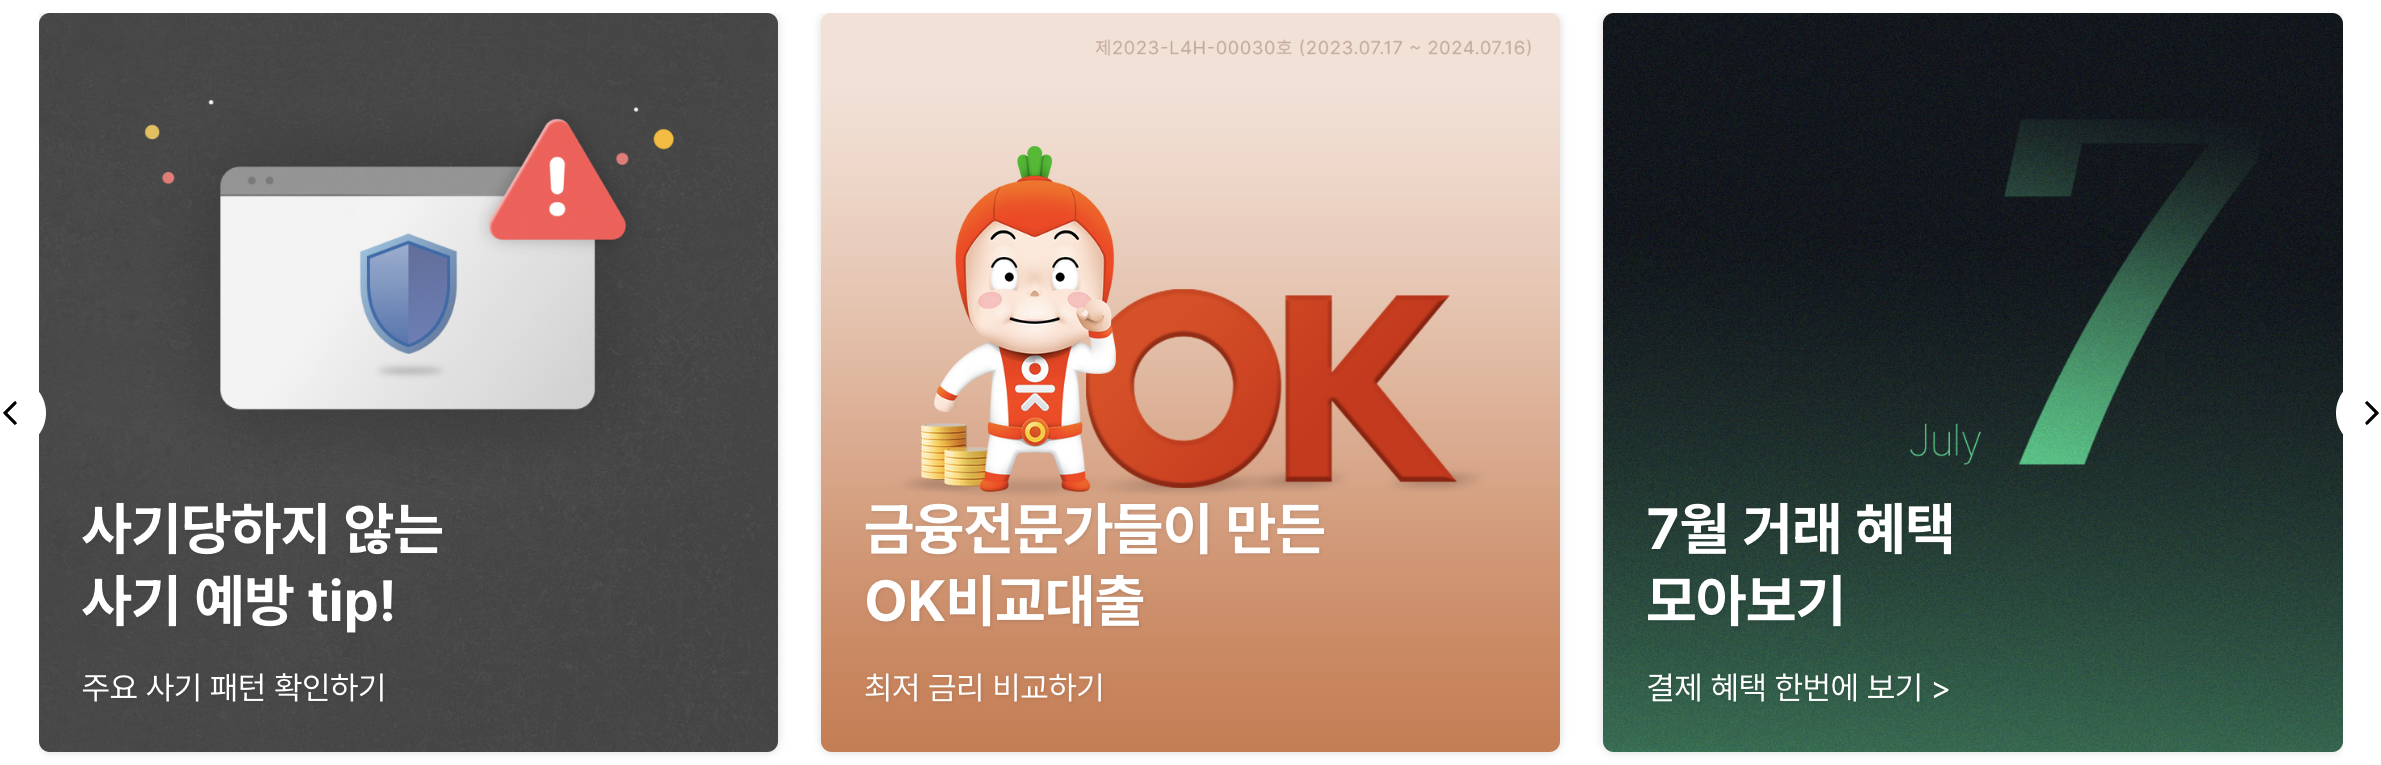 사기당하지 않는
사기 예방 tip!
주요 사기 패턴 확인하기
제2023-L4H-00030호 (2023.07.17 ~ 2024.07.16)
OK
OK
금융전문가들이 만든
OK비교대출
최저 금리 비교하기
7
July
7월 거래 혜택
모아보기
결제 혜택 한번에 보기 >